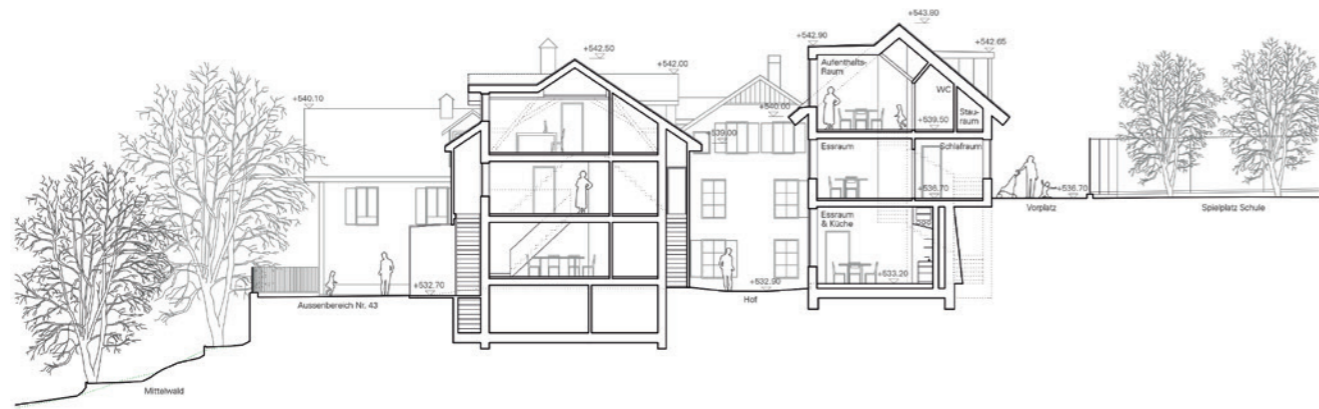 +543.80
+542.90
+542.65
+542.50
+542.00
Aufenthalts-
Raum
WC
+540.10
+540.00
Stau-
raum
+539.50
+539.00
Essraum
Schlafraum
+536.70
+536.70
Vorplatz
Spielplatz Schule
Essraum
& Küche
+533.20
+532.70
+532.90
Aussenbereich Nr. 43
Hof
Mittelwald